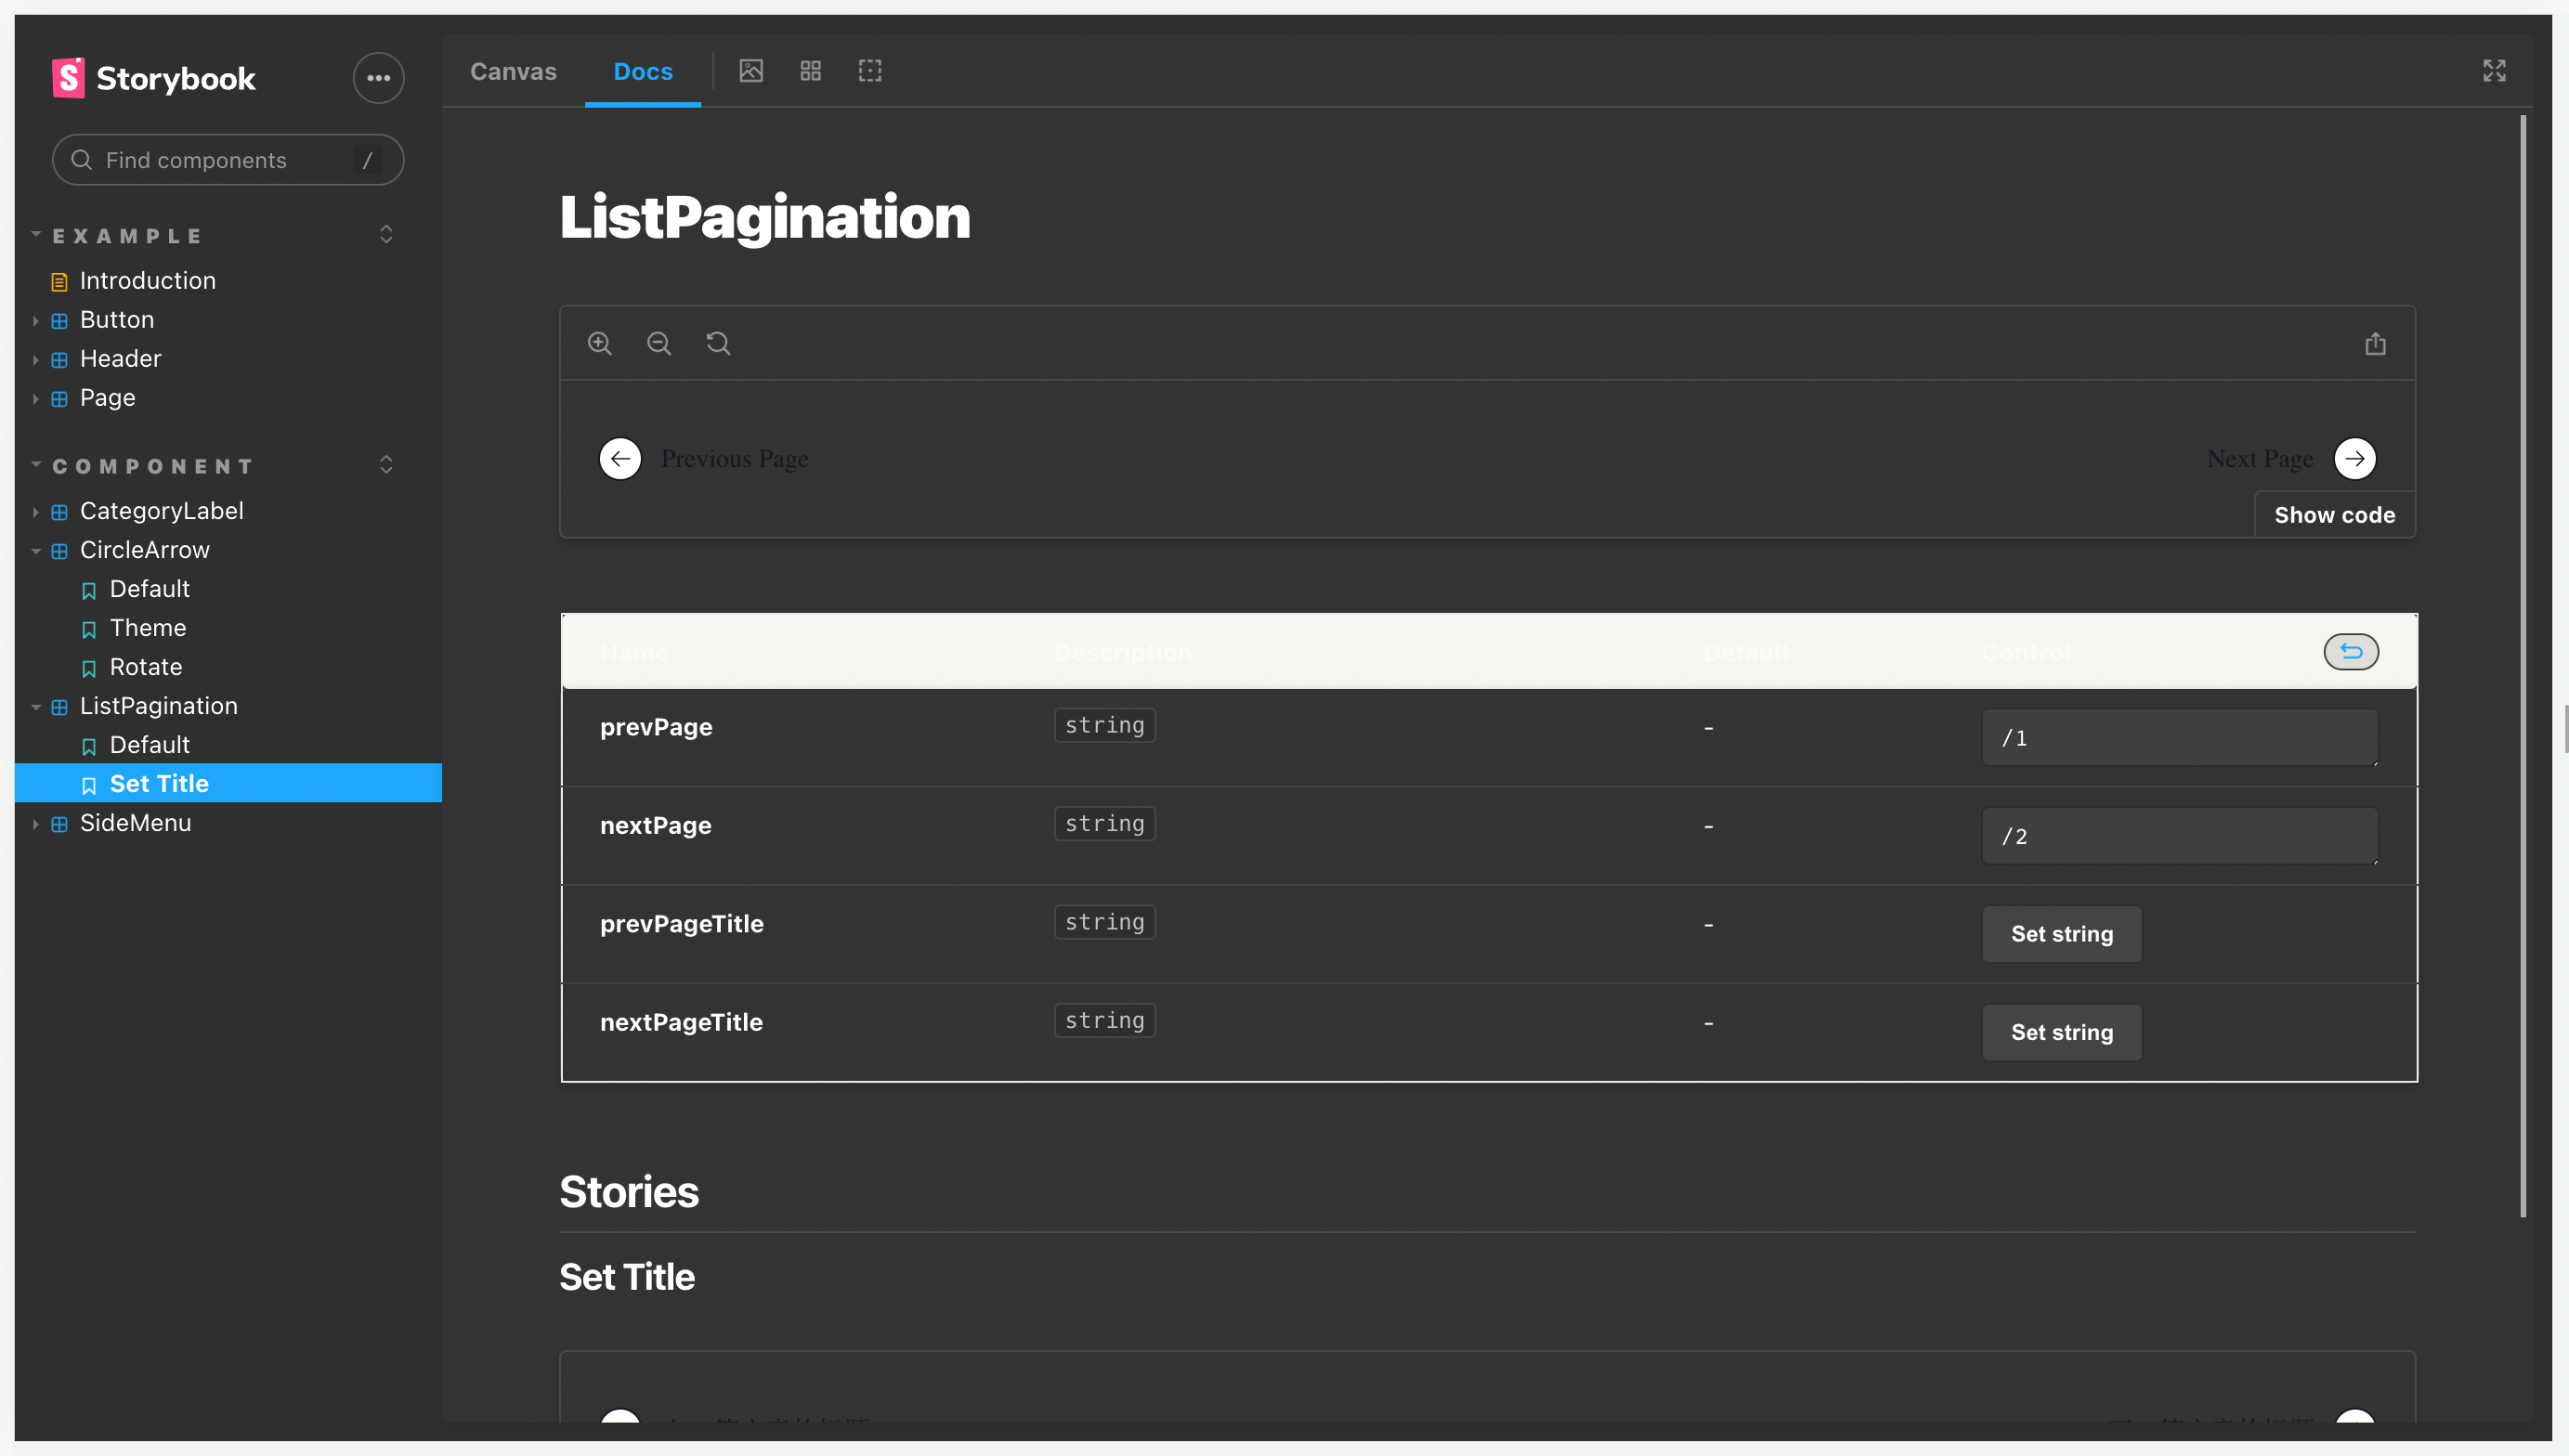 Storybook
Find components /
EXAMPLE
Introduction
Button
Header
Page
COMPONENT
CategoryLabel
CircleArrow
Default
Theme
Rotate
ListPagination
Default
Set Title
SideMenu
Canvas Docs
ListPagination
Previous Page Next Page
Show code
Name Description Default Control
prevPage string - /1
nextPage string - /2
prevPageTitle string - Set string
nextPageTitle string - Set string
Stories
Set Title